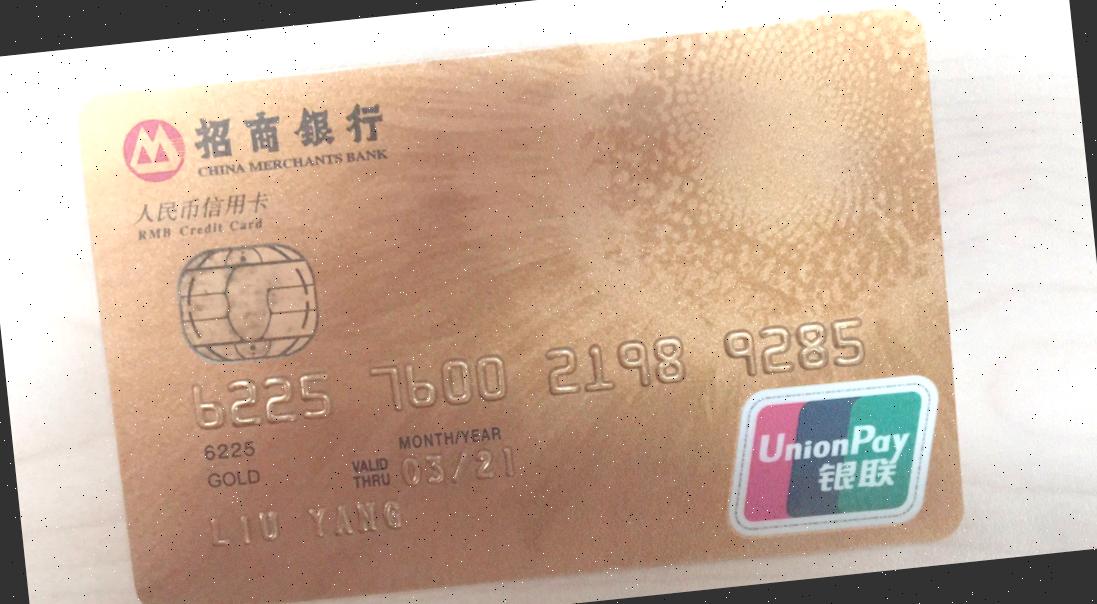 招商銀行
CHINA MERCHANTS BANK
人民币信用卡
RMB Credit Card
6225 7600 2198 9285
6225
MONTH/YEAR
GOLD
VALID THRU 03/21
LIU YANG
UnionPay
银联